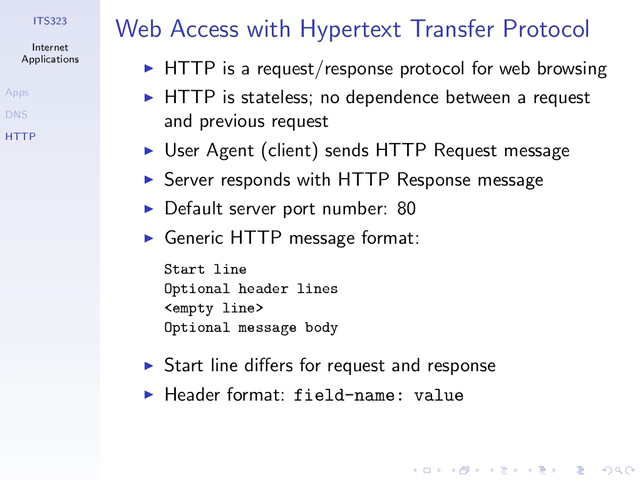 ITS323
Internet
Applications
Apps
DNS
HTTP
Web Access with Hypertext Transfer Protocol
HTTP is a request/response protocol for web browsing
HTTP is stateless; no dependence between a request
and previous request
User Agent (client) sends HTTP Request message
Server responds with HTTP Response message
Default server port number: 80
Generic HTTP message format:
Start line
Optional header lines
<empty line>
Optional message body
Start line differs for request and response
Header format: field-name: value